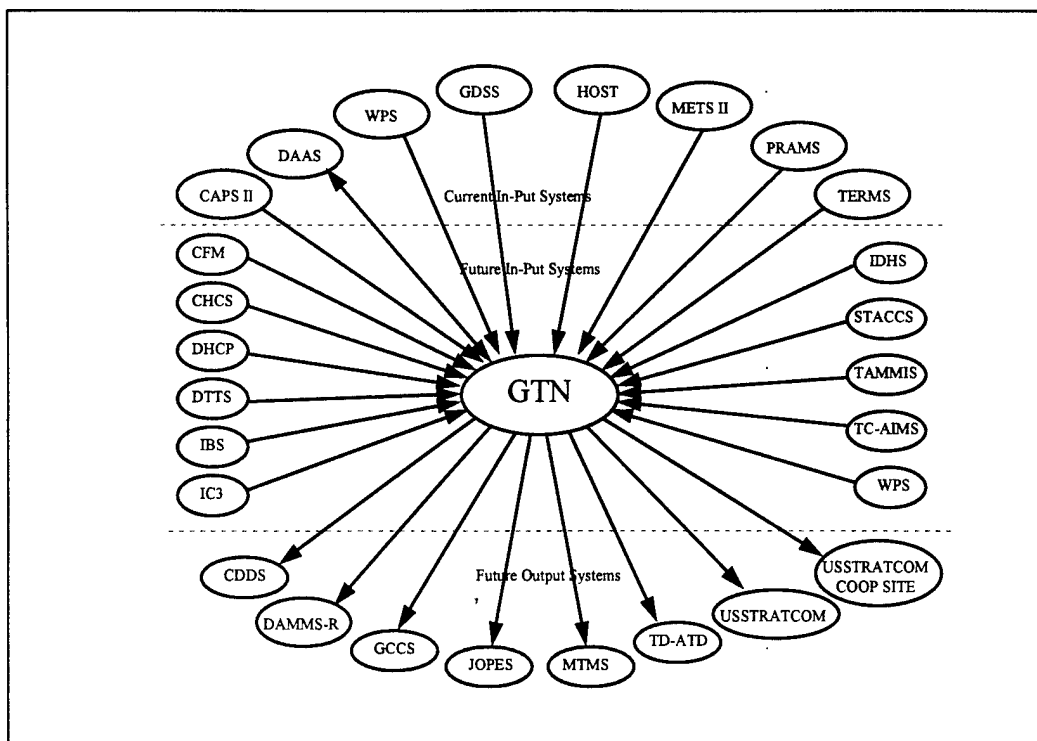 GDSS
HOST
WPS
METS II
DAAS
PRAMS
CAPS II
Current In-Put Systems
TERMS
CFM
Future In-Put Systems
IDHS
CHCS
STACCS
DHCP
TAMMIS
GTN
DTTS
TC-AIMS
IBS
WPS
IC3
CDDS
Future Output Systems
USSTRATCOM
COOP SITE
DAMMS-R
USSTRATCOM
GCCS
JOPES
MTMS
TD-ATD